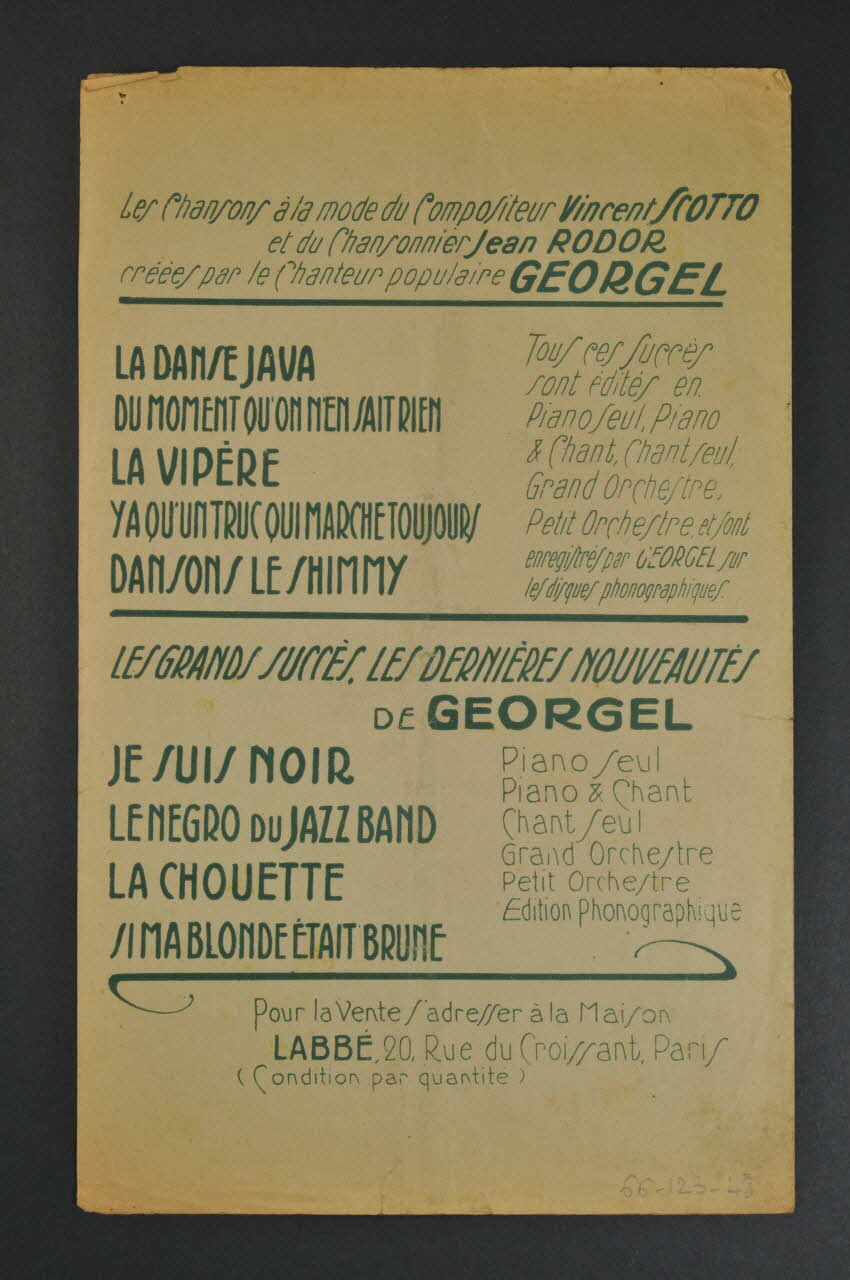 Les Chansons à la mode du Compositeur Vincent SCOTTO
et du Chansonnier Jean RODOR
créées par le Chanteur populaire GEORGEL
LA DANSE JAVA
DU MOMENT QU'ON N'EN SAIT RIEN
LA VIPÈRE
Y A QU'UN TRUC QUI MARCHE TOUJOURS
DANSONS LE SHIMMY
Tous ces succès
sont édités en
Piano seul, Piano
& Chant, Chant seul,
Grand Orchestre,
Petit Orchestre, et sont
enregistrés par GEORGEL sur
les disques phonographiques.
LES GRANDS SUCCÈS, LES DERNIÈRES NOUVEAUTÉS
DE GEORGEL
JE SUIS NOIR
LE NEGRO DU JAZZ BAND
LA CHOUETTE
SI MA BLONDE ÉTAIT BRUNE
Piano seul
Piano & Chant
Chant seul
Grand Orchestre
Petit Orchestre
Edition Phonographique
Pour la Vente s'adresser à la Maison
LABBÉ, 20, Rue du Croissant, Paris
(Condition par quantité)